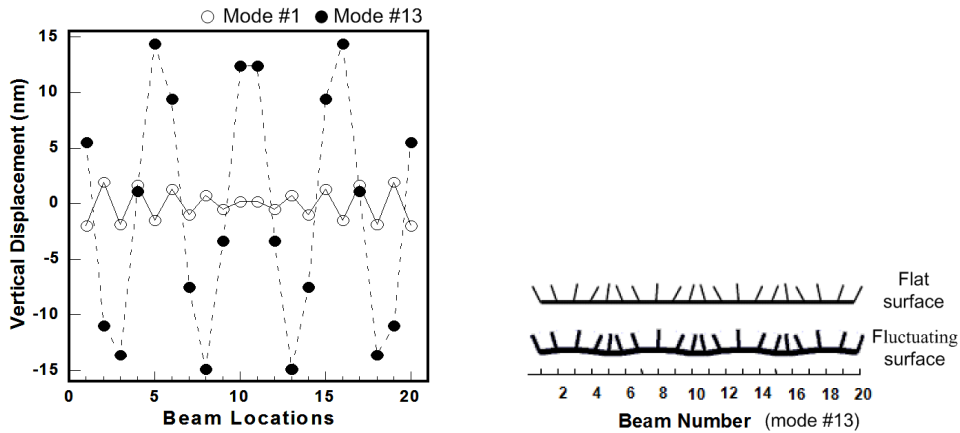 Mode #1 Mode #13
15
10
5
0
-5
-10
-15
Vertical Displacement (nm)
0 5 10 15 20
Beam Locations
Flat
surface
Fluctuating
surface
2 4 6 8 10 12 14 16 18 20
Beam Number (mode #13)